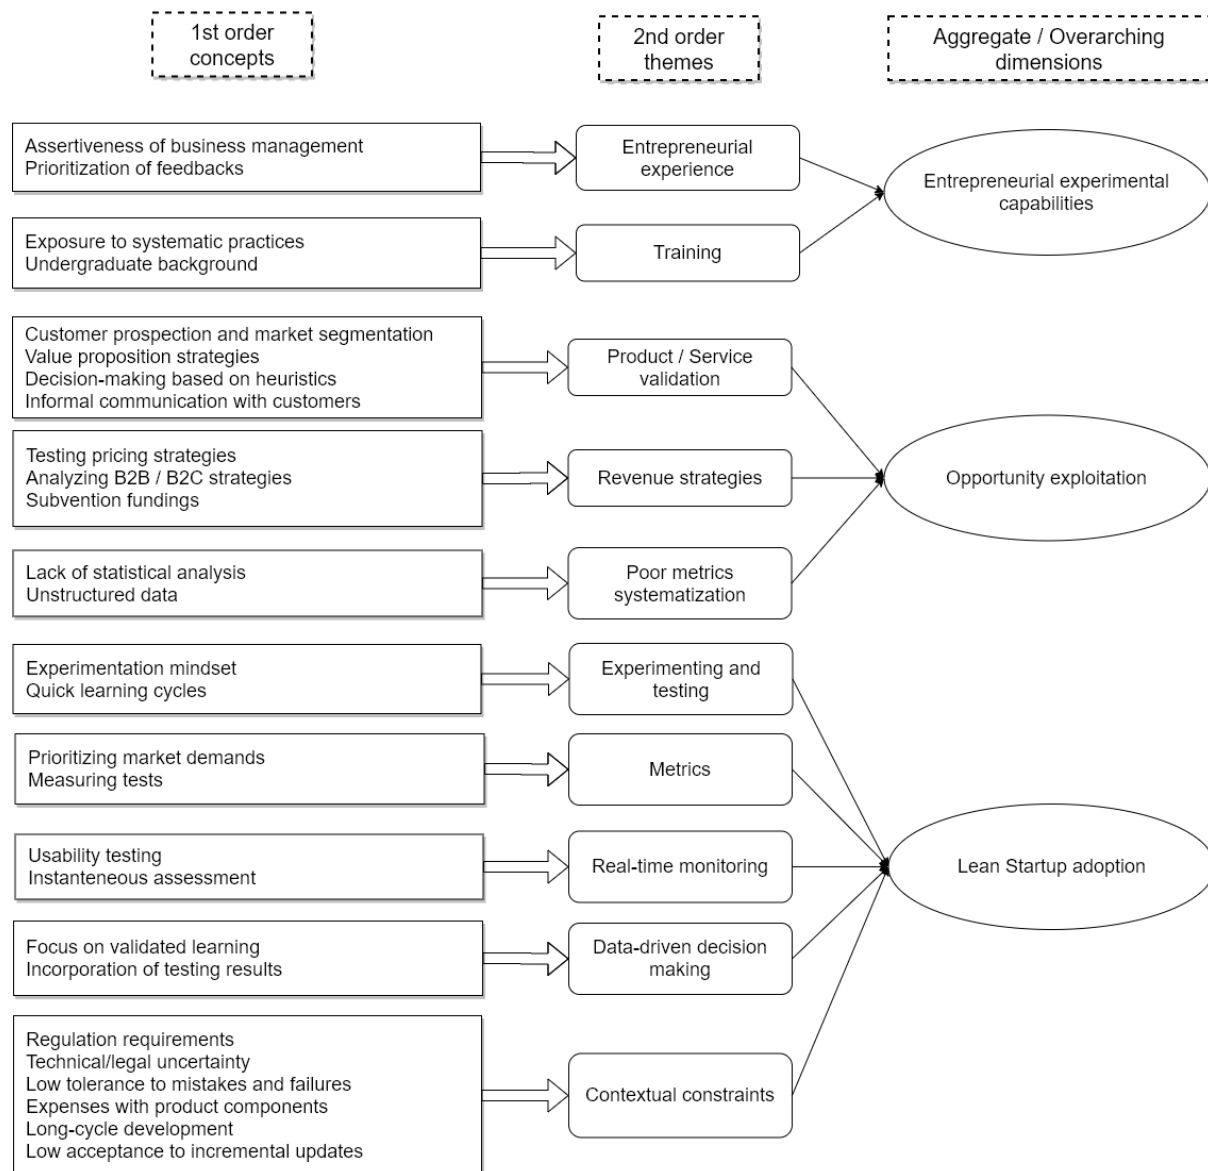 1st order
concepts
2nd order
themes
Aggregate / Overarching
dimensions
Assertiveness of business management
Prioritization of feedbacks
Entrepreneurial
experience
Entrepreneurial experimental
capabilities
Exposure to systematic practices
Undergraduate background
Training
Customer prospection and market segmentation
Value proposition strategies
Decision-making based on heuristics
Informal communication with customers
Product / Service
validation
Testing pricing strategies
Analyzing B2B / B2C strategies
Subvention fundings
Revenue strategies
Opportunity exploitation
Lack of statistical analysis
Unstructured data
Poor metrics
systematization
Experimentation mindset
Quick learning cycles
Experimenting and
testing
Prioritizing market demands
Measuring tests
Metrics
Usability testing
Instanteneous assessment
Real-time monitoring
Lean Startup adoption
Focus on validated learning
Incorporation of testing results
Data-driven decision
making
Regulation requirements
Technical/legal uncertainty
Low tolerance to mistakes and failures
Expenses with product components
Long-cycle development
Low acceptance to incremental updates
Contextual constraints